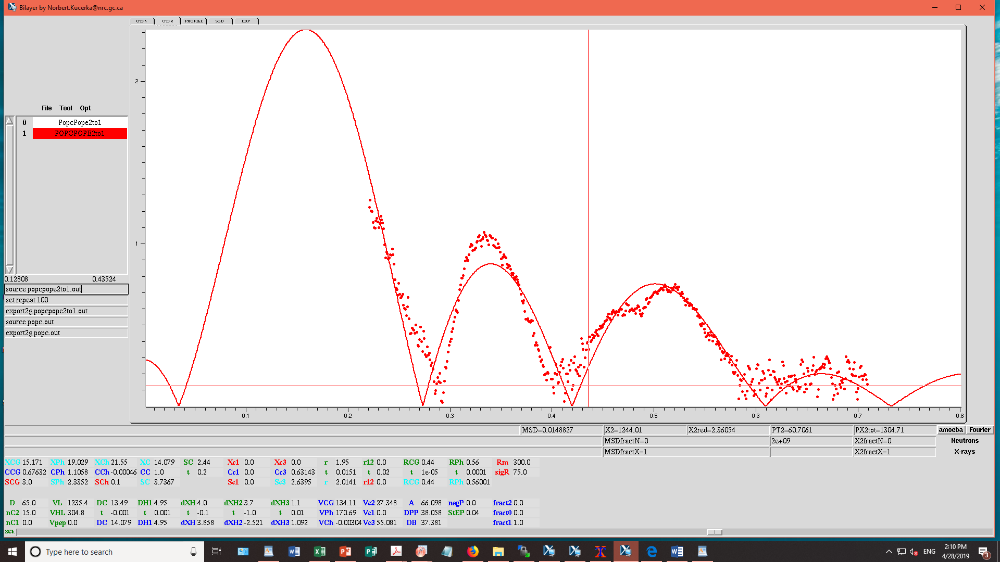 Bilayer by Norbert.Kucerka@nrc.gc.ca
CTFn CTFx PROFILE SLD EDP
File Tool Opt
0 PopcPope2to1
1 POPCPOPE2to1
0.12808 0.43524
source popcpope2to1.out
set repeat 100
export2g popcpope2to1.out
source popc.out
export2g popc.out
2
1
0.1 0.2 0.3 0.4 0.5 0.6 0.7 0.8
MSD=0.0148827 X2=1244.01 X2red=2.36054 PT2=60.7061 PX2tot=1304.71 amoeba Fourier
MSDfractN=0 2e+09 X2fractN=0 Neutrons
MSDfractX=1 X2fractX=1 X-rays
XCG 15.171 XPh 19.029 XCh 21.55 XC 14.079 SC 2.44 Xc1 0.0 Xc3 0.0 r 1.95 r12 0.0 RCG 0.44 RPh 0.56 Rm 300.0
CCG 0.67632 CPh 1.1058 CCh -0.00046 CC 1.0 t 0.2 Cc1 0.0 Cc3 0.63143 t 0.0151 t 0.02 t 1e-05 t 0.0001 sigR 75.0
SCG 3.0 SPh 2.3352 SCh 0.1 SC 3.7367 Sc1 0.0 Sc3 2.6395 r 2.0141 r12 0.0 RCG 0.44 RPh 0.56001
D 65.0 VL 1235.4 DC 13.49 DH1 4.95 dXH 4.0 dXH2 3.7 dXH3 1.1 VCG 134.11 Vc2 27.348 A 66.098 negP 0.0 fract2 0.0
nC2 15.0 VHL 304.8 t -0.001 t 0.001 t -0.1 t -1.0 t 0.01 VPh 170.69 Vc1 0.0 DPP 38.058 StEP 0.04 fract0 0.0
nC1 0.0 Vpep 0.0 DC 14.079 DH1 4.95 dXH 3.858 dXH2 -2.521 dXH3 1.092 VCh -0.00304 Vc3 55.081 DB 37.381 fract1 1.0
XCh
Type here to search
ENG
2:10 PM
4/28/2019
3